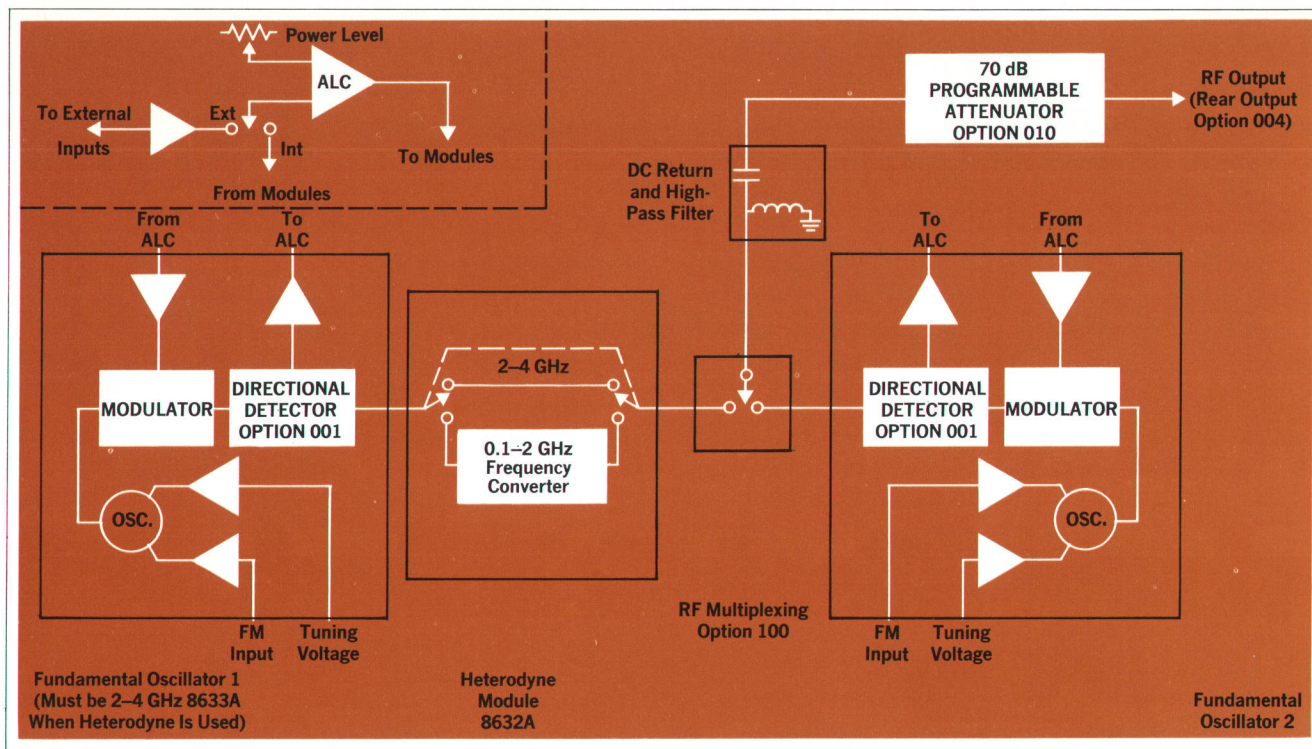 Power Level
ALC
To External
Inputs
Ext
Int
To Modules
From Modules
70 dB
PROGRAMMABLE
ATTENUATOR
OPTION 010
RF Output
(Rear Output
Option 004)
DC Return
and High-
Pass Filter
From
ALC
To
ALC
MODULATOR
DIRECTIONAL
DETECTOR
OPTION 001
OSC.
FM
Input
Tuning
Voltage
Fundamental Oscillator 1
(Must be 2–4 GHz 8633A
When Heterodyne Is Used)
2–4 GHz
0.1–2 GHz
Frequency
Converter
Heterodyne
Module
8632A
RF Multiplexing
Option 100
To
ALC
From
ALC
DIRECTIONAL
DETECTOR
OPTION 001
MODULATOR
OSC.
FM
Input
Tuning
Voltage
Fundamental
Oscillator 2